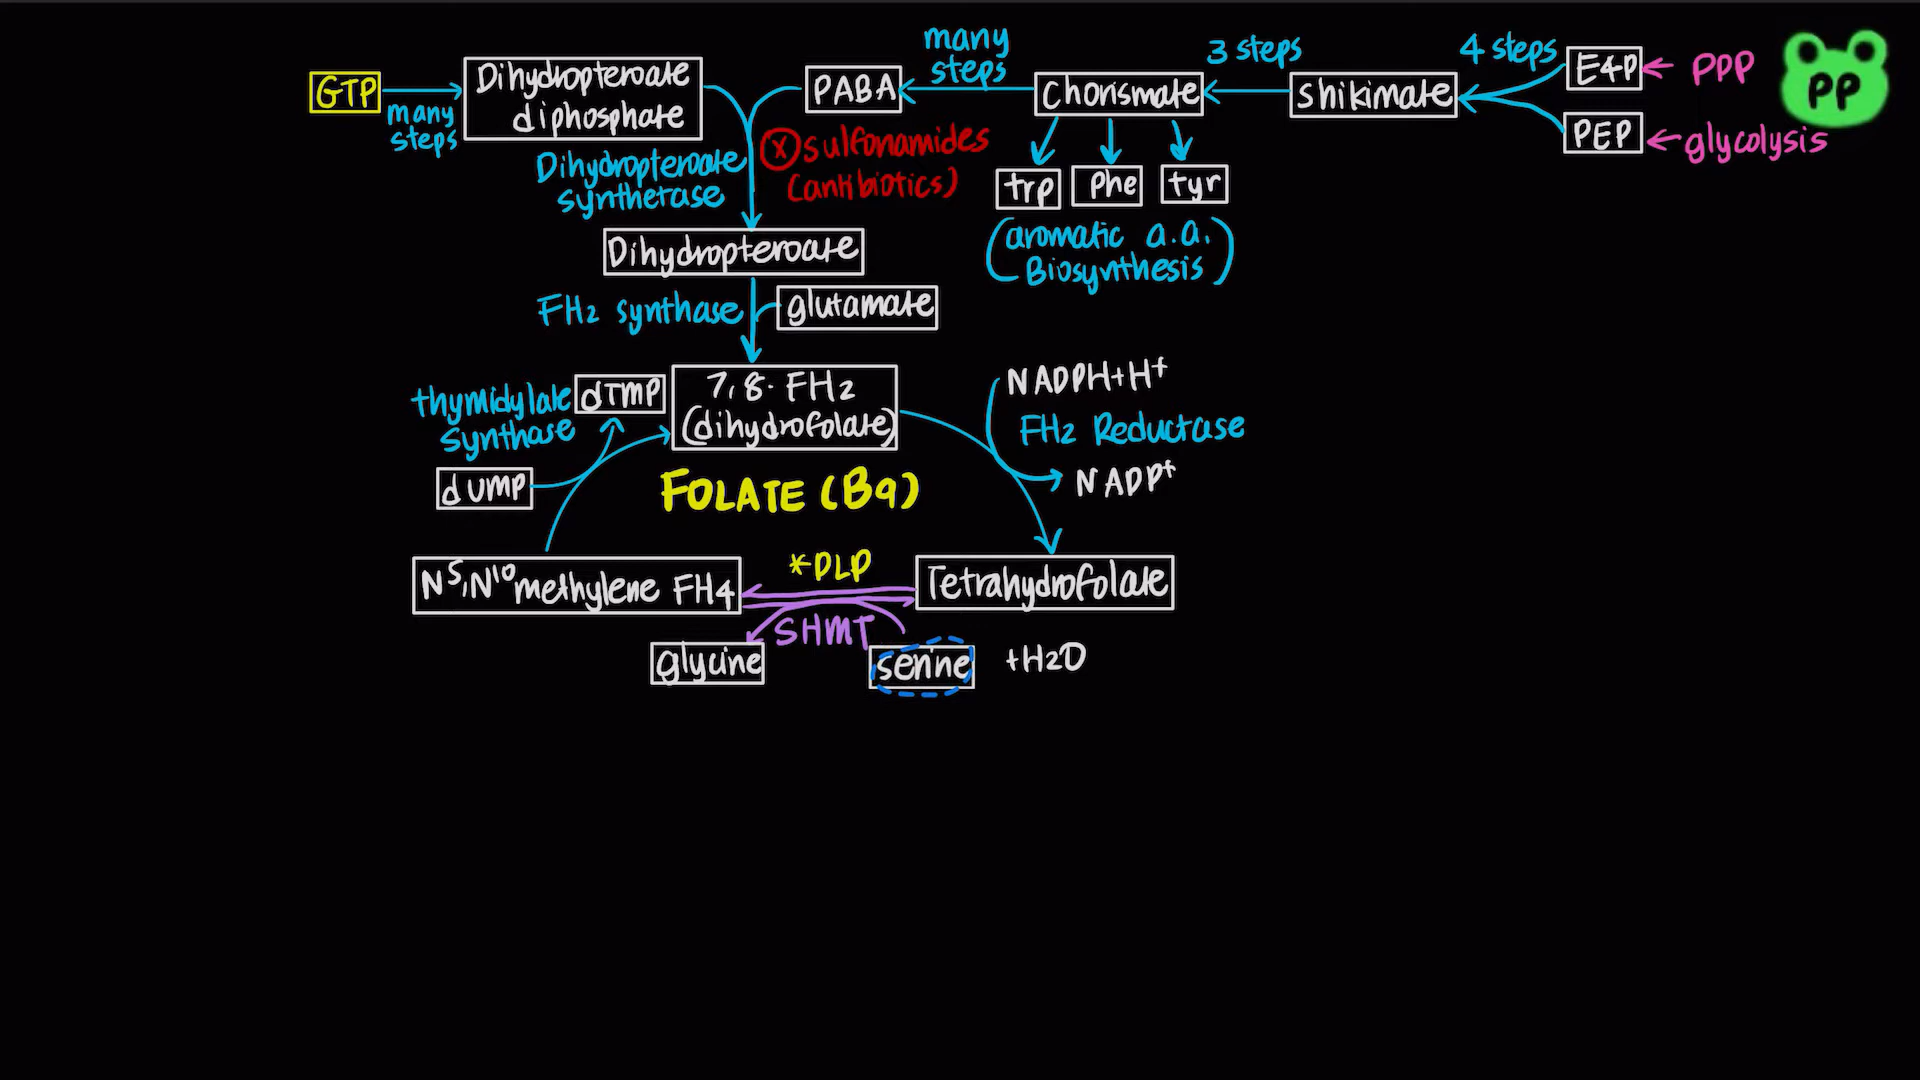 GTP
many
steps
Dihydropteroate
diphosphate
PABA
many
steps
Chorismate
3 steps
shikimate
4 steps
E4P
PPP
PEP
glycolysis
PP
Dihydropteroate
synthetase
X sulfonamides
(antibiotics)
trp
Phe
tyr
(aromatic a.a.
Biosynthesis)
Dihydropteroate
FH2 synthase
glutamate
thymidylate
synthase
dTMP
7,8-FH2
(dihydrofolate)
NADPH+H+
FH2 Reductase
NADP+
dUMP
FOLATE (B9)
N5,N10 methylene FH4
*PLP
Tetrahydrofolate
SHMT
glycine
serine
+H2O